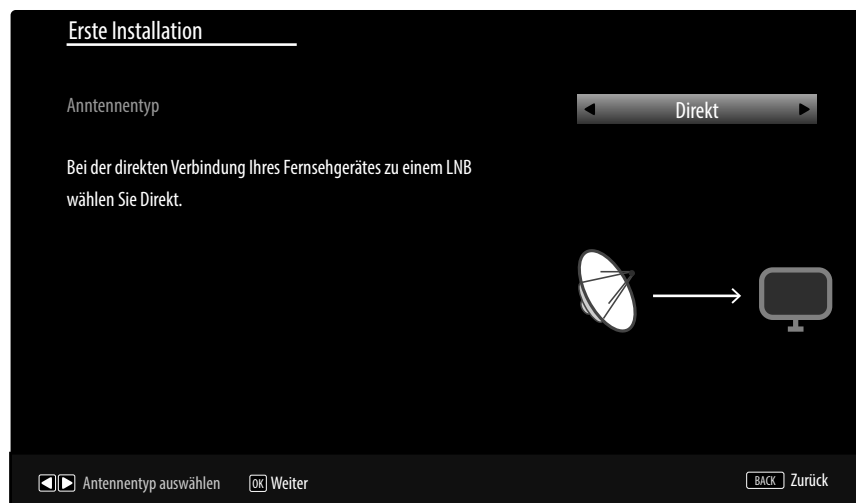 Erste Installation
Anntennentyp
Direkt
Bei der direkten Verbindung Ihres Fernsehgerätes zu einem LNB
wählen Sie Direkt.
Antennentyp auswählen OK Weiter BACK Zurück